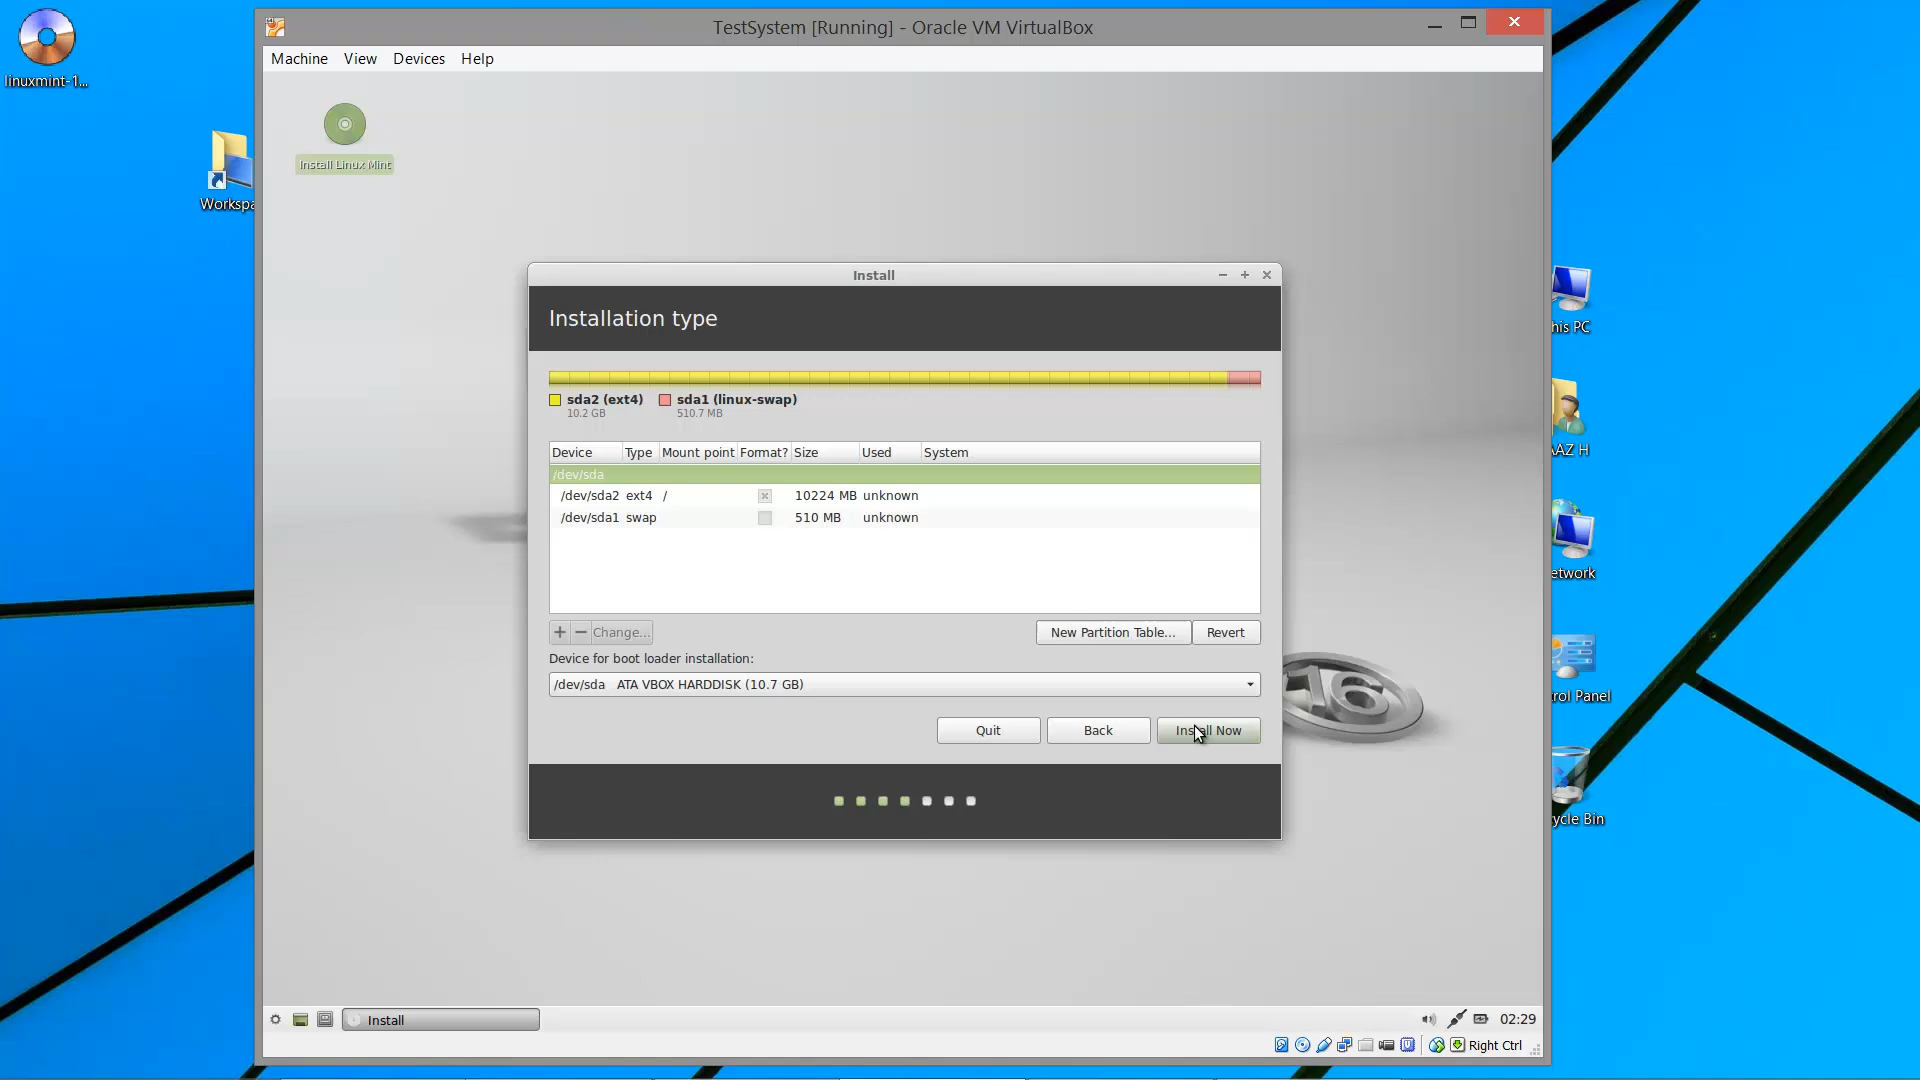 TestSystem [Running] - Oracle VM VirtualBox
Machine View Devices Help
linuxmint-1...
Install Linux Mint
Workspa
Install
Installation type
sda2 (ext4) sda1 (linux-swap)
10.2 GB 510.7 MB
Device Type Mount point Format? Size Used System
/dev/sda
/dev/sda2 ext4 / 10224 MB unknown
/dev/sda1 swap 510 MB unknown
+ − Change... New Partition Table... Revert
Device for boot loader installation:
/dev/sda ATA VBOX HARDDISK (10.7 GB)
Quit Back Install Now
16
his PC
AZ H
etwork
rol Panel
ycle Bin
Install
02:29
Right Ctrl